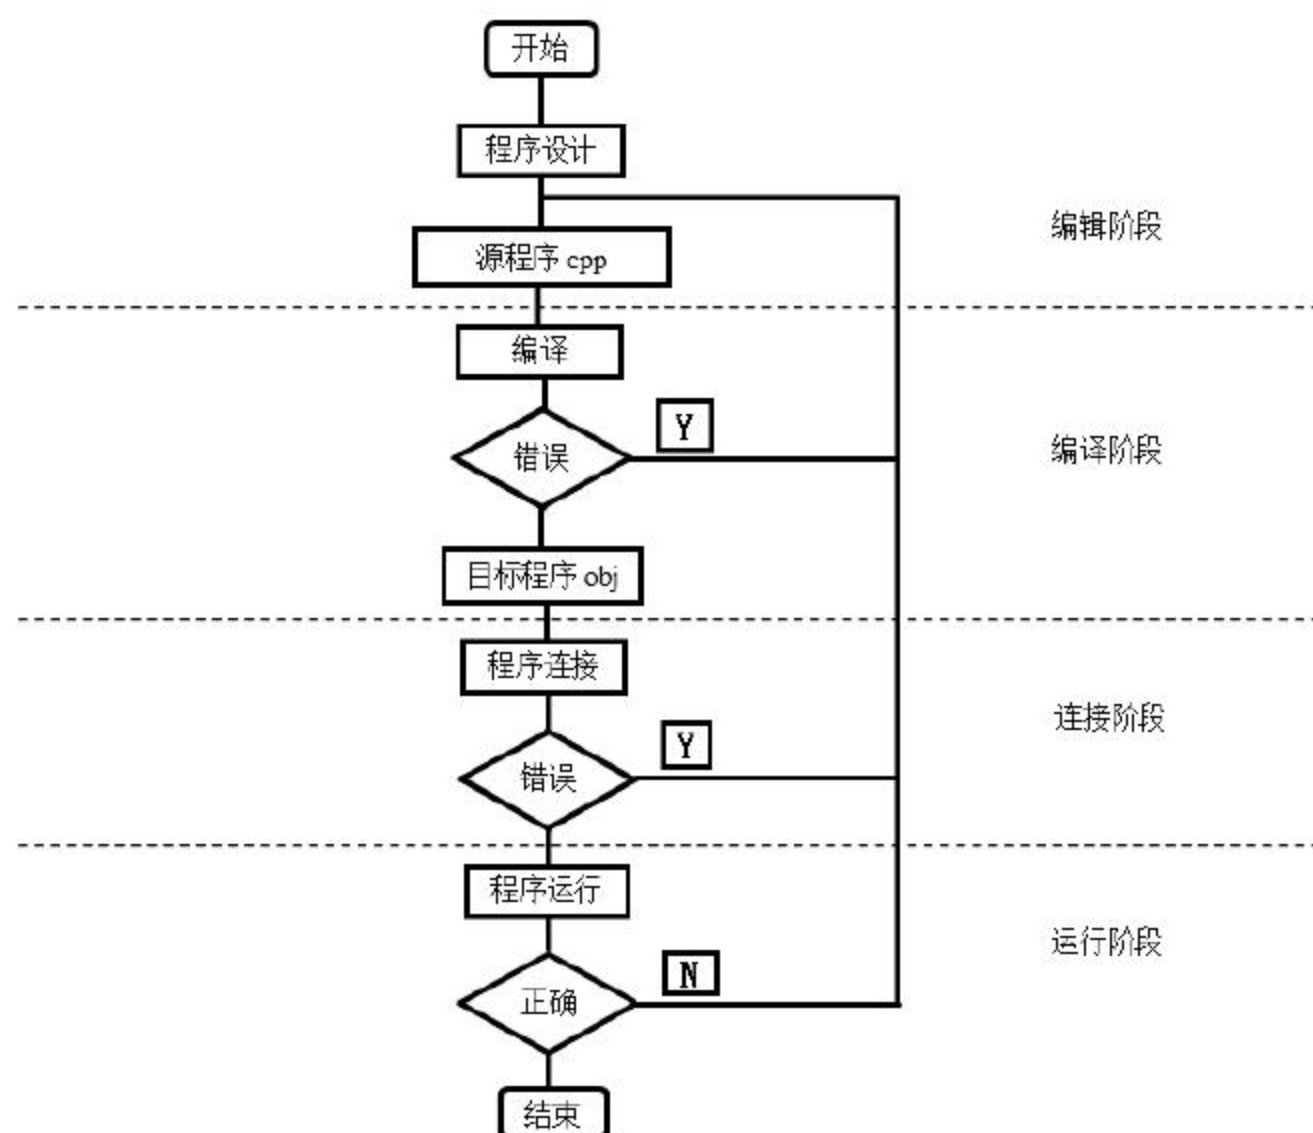 开始
程序设计
编辑阶段
源程序 cpp
编译
Y
错误
编译阶段
目标程序 obj
程序连接
连接阶段
Y
错误
程序运行
运行阶段
N
正确
结束